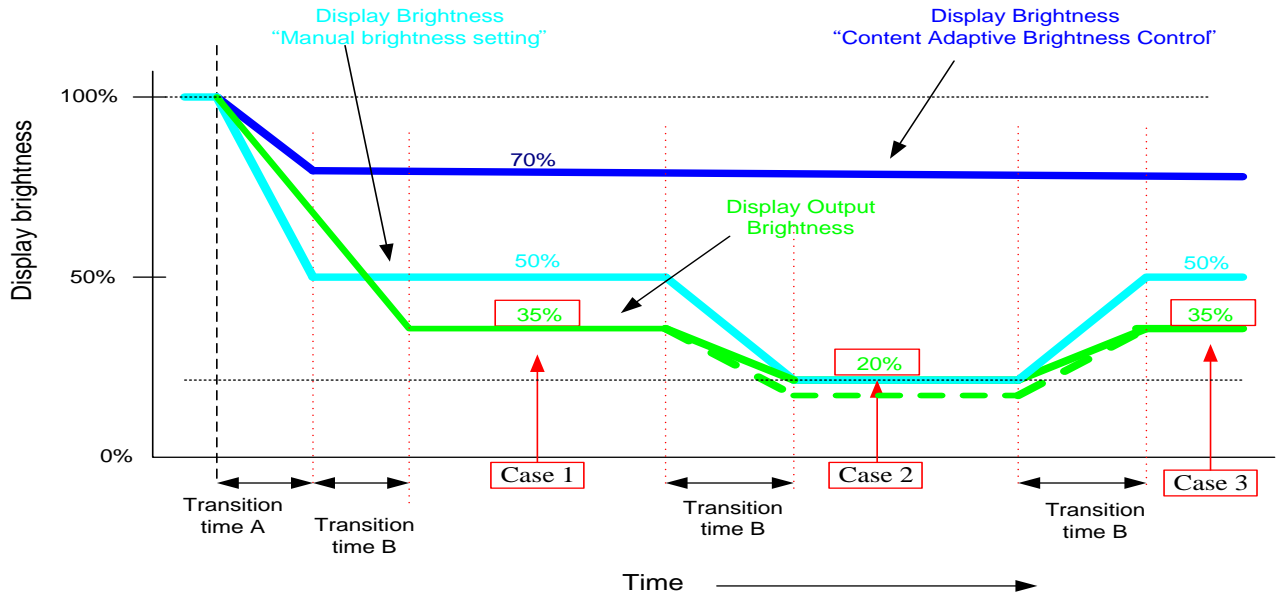 Display Brightness
“Manual brightness setting”
Display Brightness
“Content Adaptive Brightness Control”
100%
70%
Display Output
Brightness
50%
50%
50%
35%
35%
20%
0%
Case 1
Case 2
Case 3
Transition
time A
Transition
time B
Transition
time B
Transition
time B
Display brightness
Time